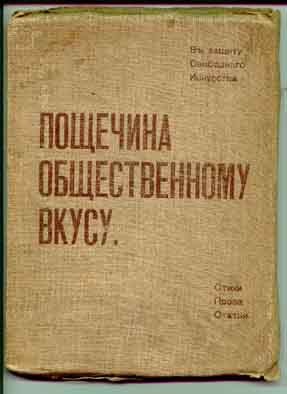 Въ защиту
Свободнаго
Искусства
ПОЩЕЧИНА
ОБЩЕСТВЕННОМУ
ВКУСУ.
Стихи
Проза
Статьи